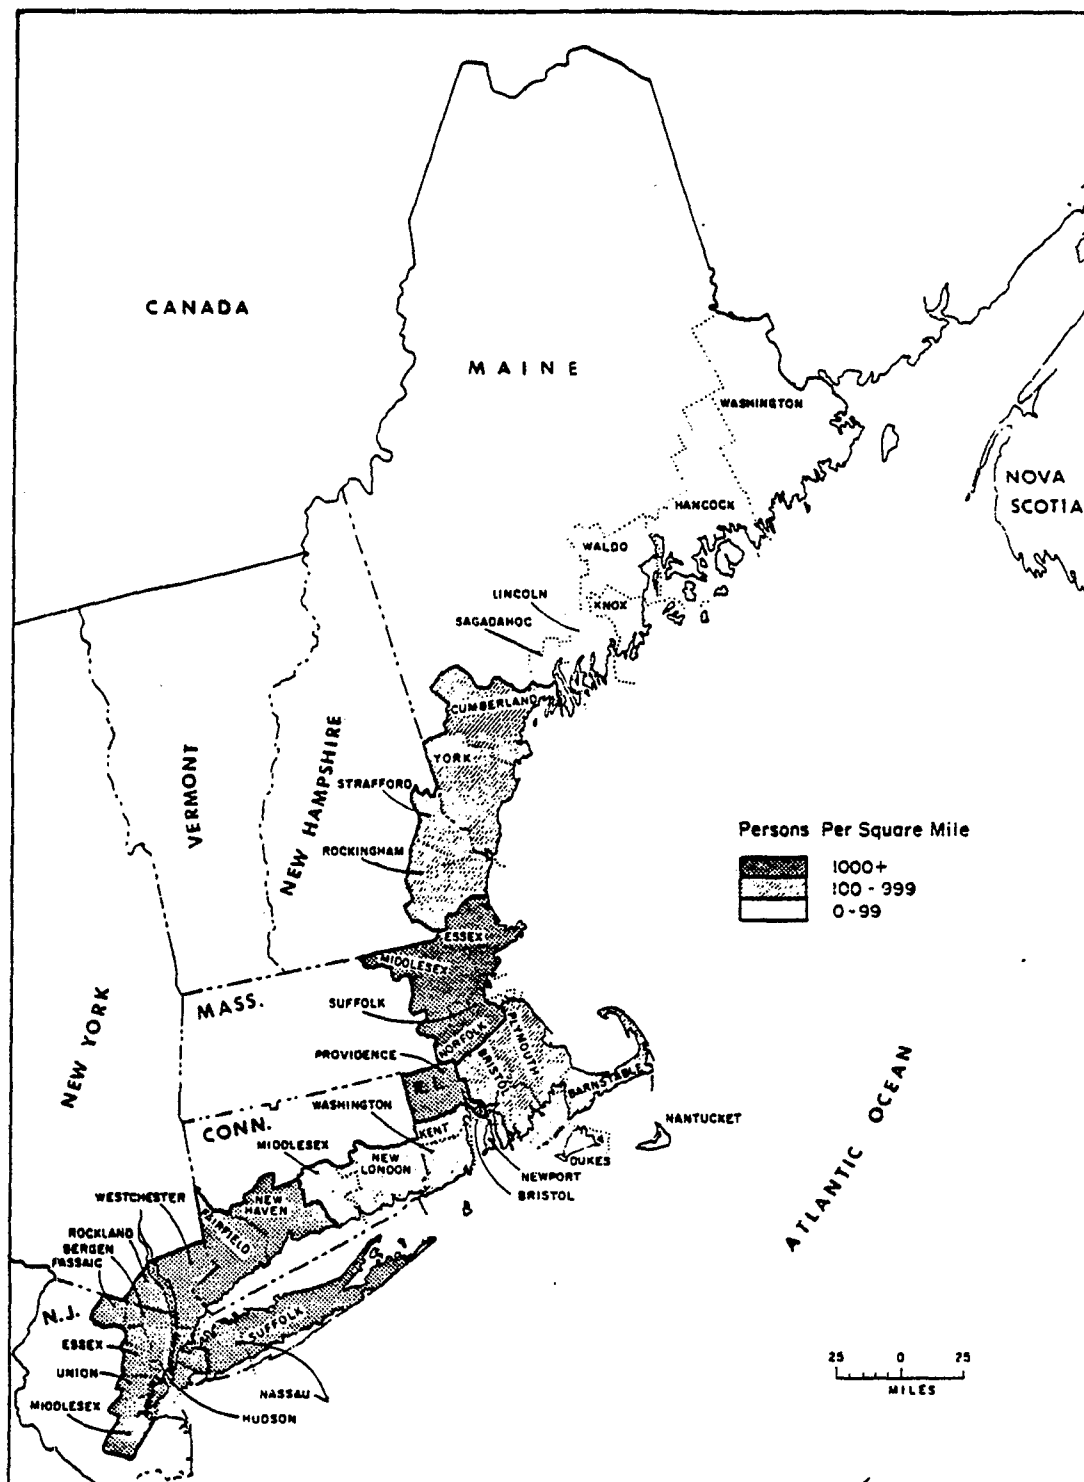 CANADA
MAINE
WASHINGTON
NOVA
SCOTIA
HANCOCK
WALDO
LINCOLN
KNOX
SAGADAHOC
CUMBERLAND
YORK
STRAFFORD
VERMONT
NEW HAMPSHIRE
ROCKINGHAM
Persons Per Square Mile
1000+
100 - 999
0-99
ESSEX
MIDDLESEX
MASS.
SUFFOLK
NORFOLK
PLYMOUTH
BRISTOL
NEW YORK
PROVIDENCE
R.I.
BARNSTABLE
WASHINGTON
KENT
NANTUCKET
CONN.
MIDDLESEX
NEW
LONDON
DUKES
NEWPORT
BRISTOL
ATLANTIC OCEAN
WESTCHESTER
NEW
HAVEN
FAIRFIELD
ROCKLAND
BERGEN
PASSAIC
N.J.
SUFFOLK
ESSEX
UNION
MIDDLESEX
NASSAU
HUDSON
25 0 25
MILES